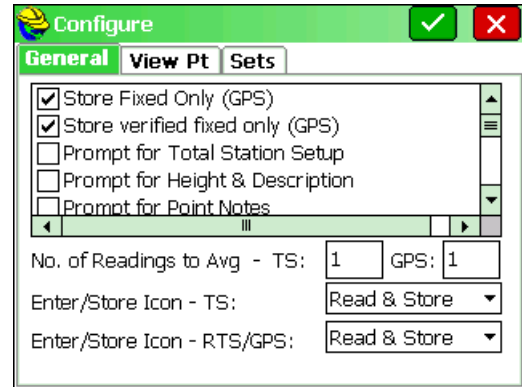 Configure
General View Pt Sets
Store Fixed Only (GPS)
Store verified fixed only (GPS)
Prompt for Total Station Setup
Prompt for Height & Description
Prompt for Point Notes
No. of Readings to Avg - TS: 1 GPS: 1
Enter/Store Icon - TS: Read & Store
Enter/Store Icon - RTS/GPS: Read & Store